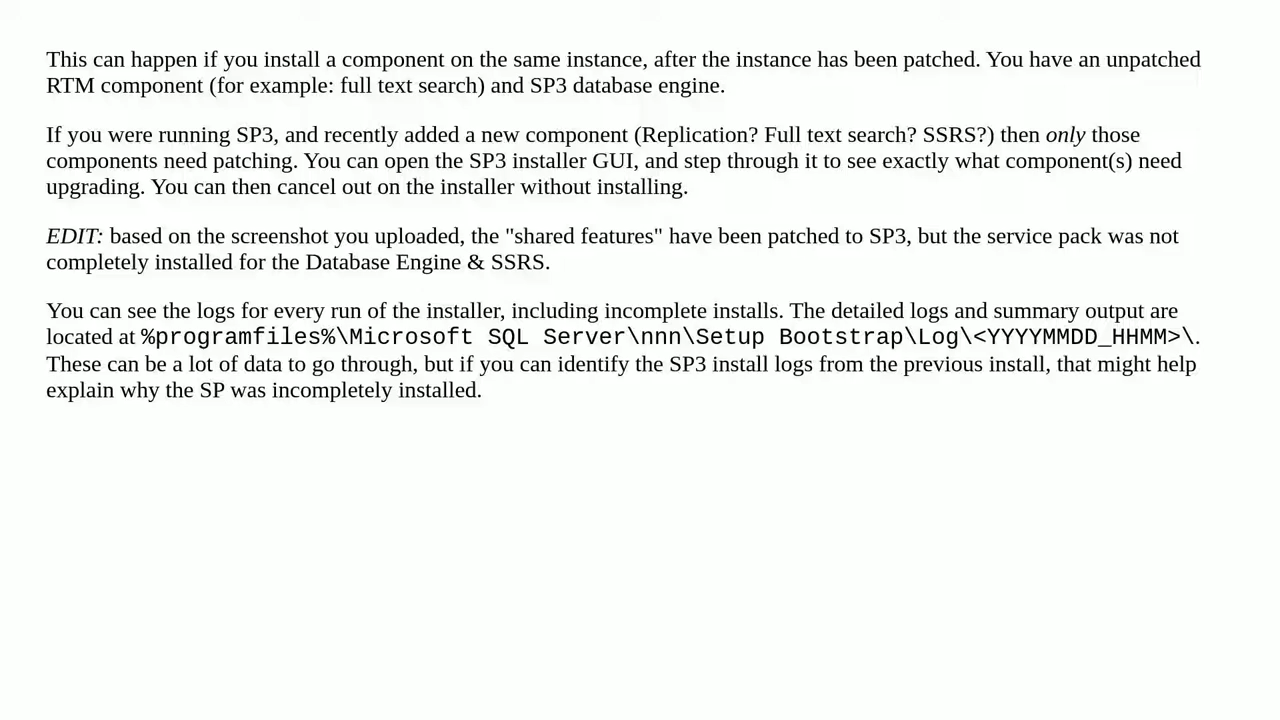 This can happen if you install a component on the same instance, after the instance has been patched. You have an unpatched
RTM component (for example: full text search) and SP3 database engine.
If you were running SP3, and recently added a new component (Replication? Full text search? SSRS?) then only those
components need patching. You can open the SP3 installer GUI, and step through it to see exactly what component(s) need
upgrading. You can then cancel out on the installer without installing.
EDIT: based on the screenshot you uploaded, the "shared features" have been patched to SP3, but the service pack was not
completely installed for the Database Engine & SSRS.
You can see the logs for every run of the installer, including incomplete installs. The detailed logs and summary output are
located at %programfiles%\Microsoft SQL Server\nnn\Setup Bootstrap\Log\<YYYYMMDD_HHMM>\.
These can be a lot of data to go through, but if you can identify the SP3 install logs from the previous install, that might help
explain why the SP was incompletely installed.